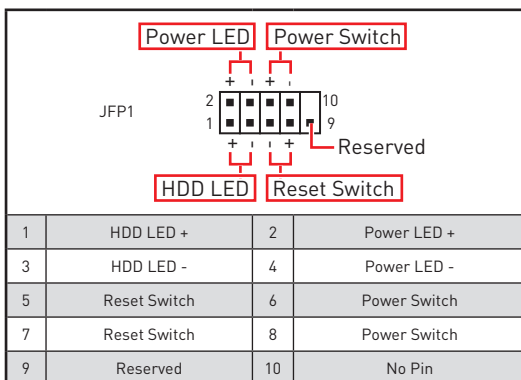 Power LED Power Switch
+ - + -
JFP1
2 10
1 9
+ - - +
Reserved
HDD LED Reset Switch
1 HDD LED + 2 Power LED +
3 HDD LED - 4 Power LED -
5 Reset Switch 6 Power Switch
7 Reset Switch 8 Power Switch
9 Reserved 10 No Pin